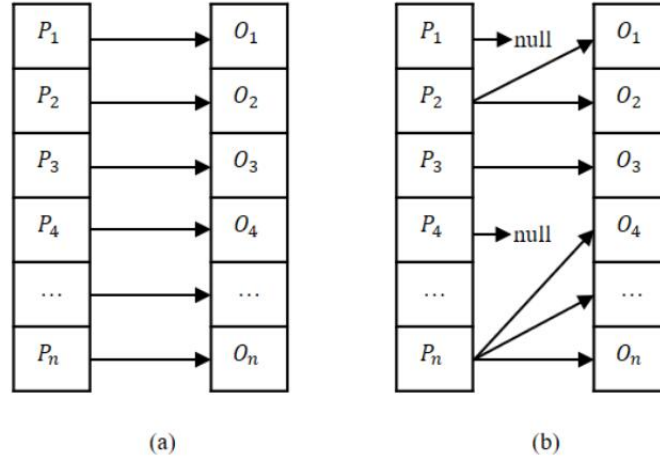 P₁ O₁ P₁ null O₁
P₂ O₂ P₂ O₂
P₃ O₃ P₃ O₃
P₄ O₄ P₄ null O₄
... ... ... ...
Pₙ Oₙ Pₙ Oₙ
(a) (b)